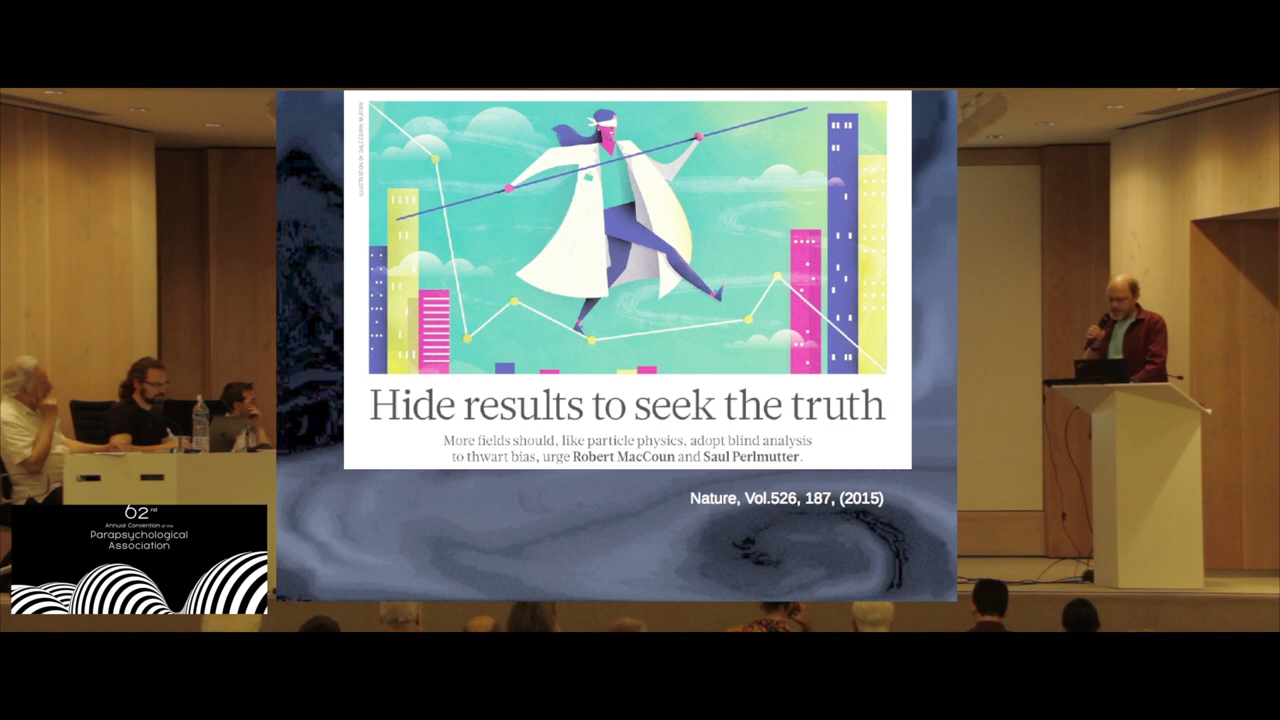 Hide results to seek the truth
More fields should, like particle physics, adopt blind analysis
to thwart bias, urge Robert MacCoun and Saul Perlmutter.
Nature, Vol.526, 187, (2015)
62nd
Annual Convention of the
Parapsychological
Association